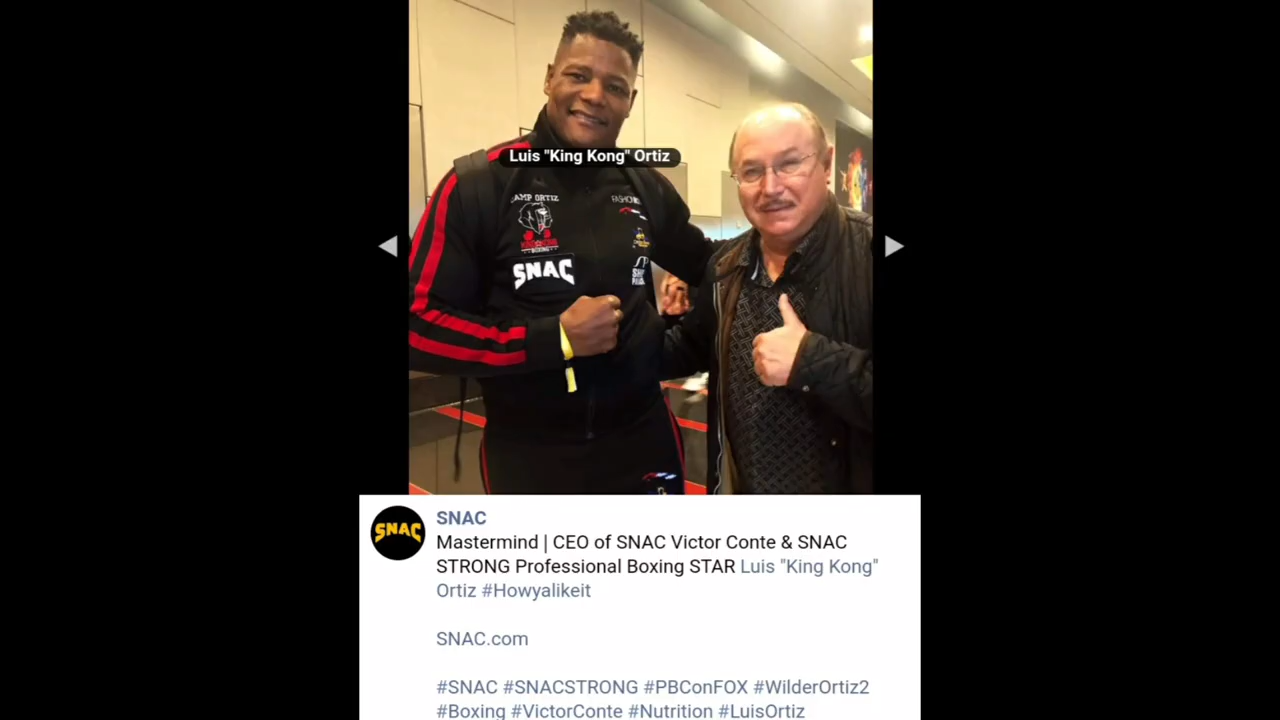 Luis "King Kong" Ortiz
SNAC
SNAC
SNAC
Mastermind | CEO of SNAC Victor Conte & SNAC
STRONG Professional Boxing STAR Luis "King Kong"
Ortiz #Howyalikeit
SNAC.com
#SNAC #SNACSTRONG #PBConFOX #WilderOrtiz2
#Boxing #VictorConte #Nutrition #LuisOrtiz